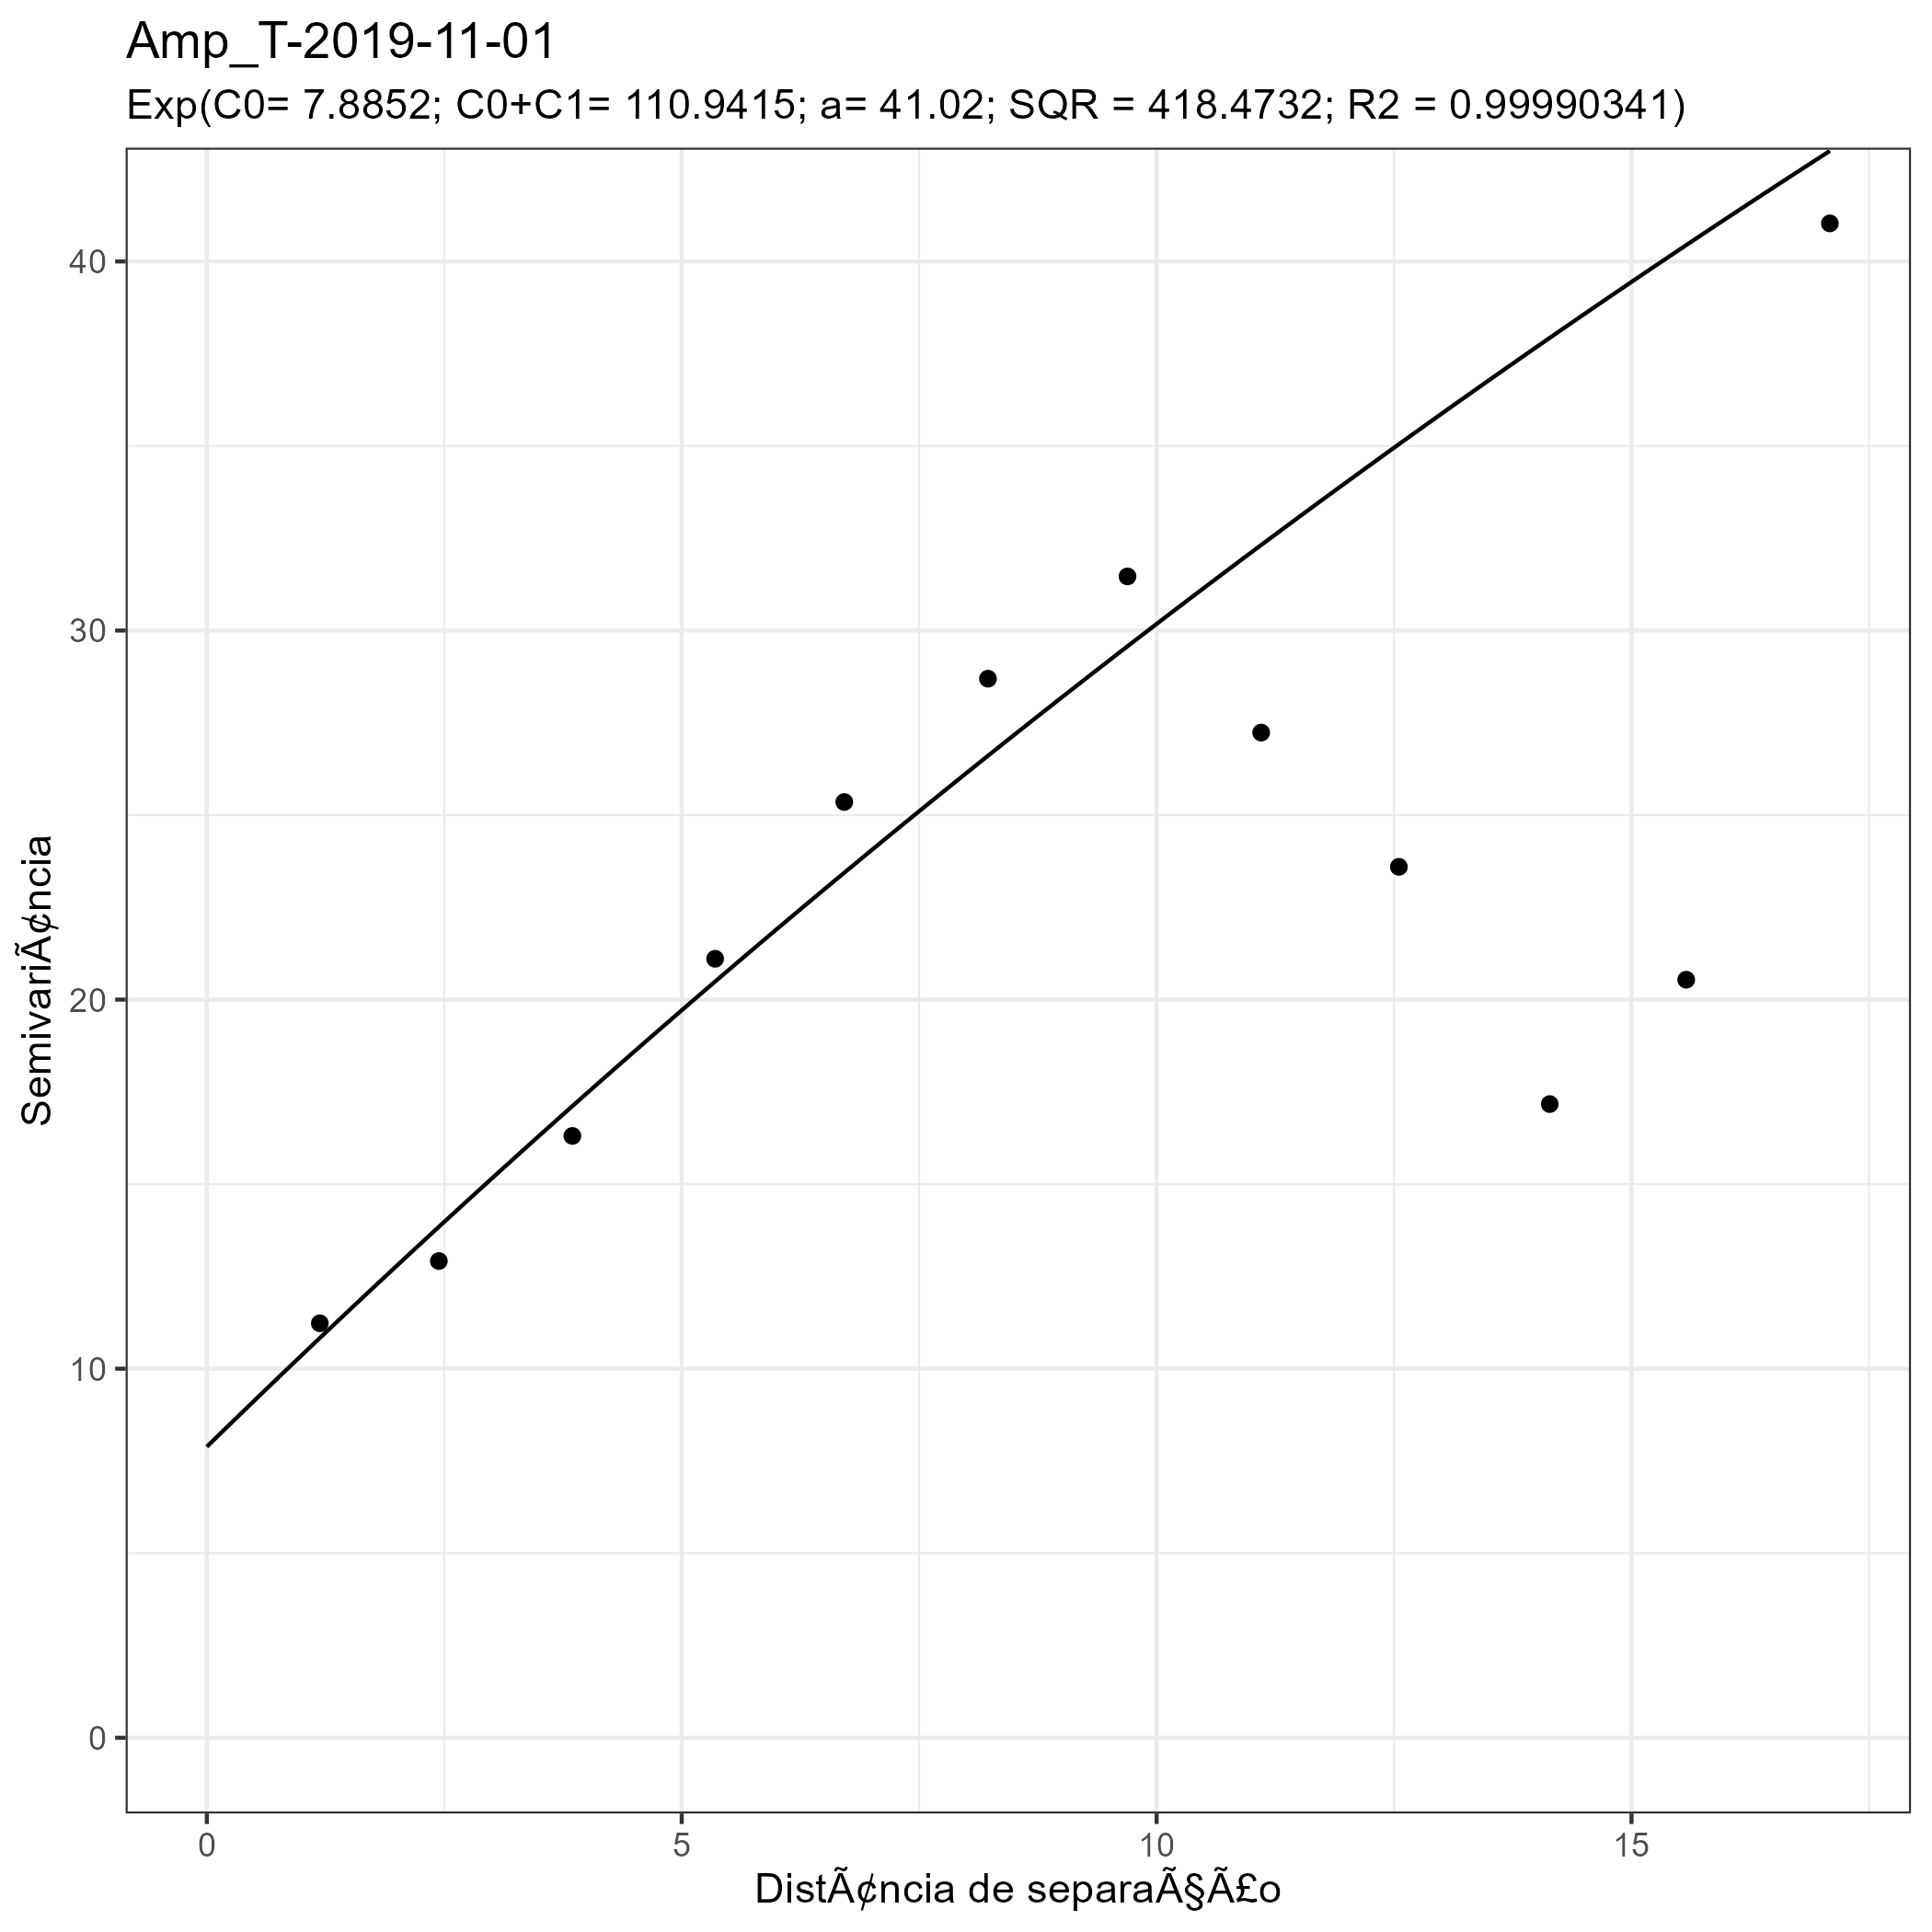 Amp_T-2019-11-01
Exp(C0= 7.8852; C0+C1= 110.9415; a= 41.02; SQR = 418.4732; R2 = 0.99990341)
SemivariÃ¢ncia
40
30
20
10
0
0 5 10 15
DistÃ¢ncia de separaÃ§Ã£o